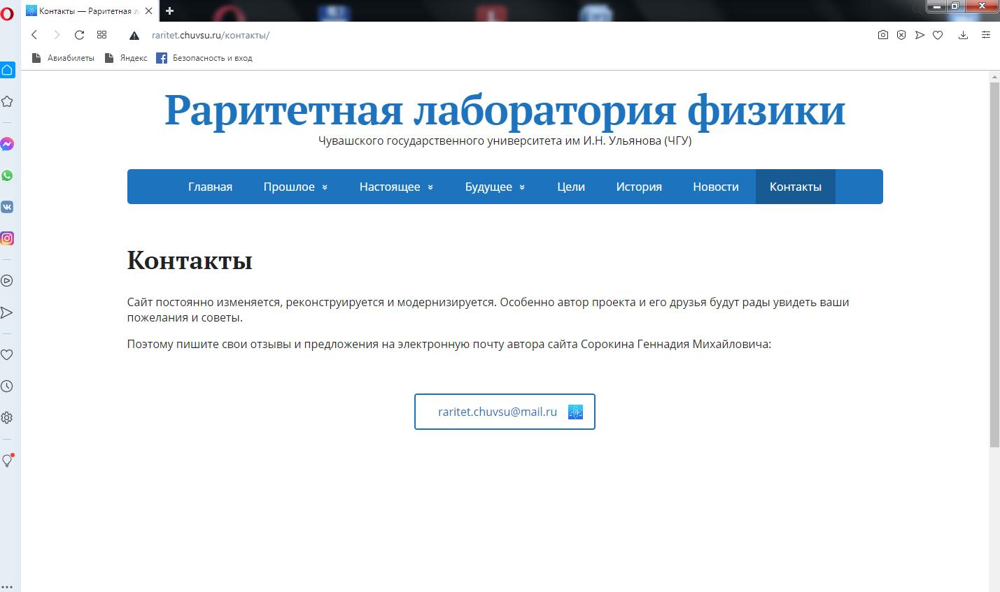 Контакты — Раритетная л
raritet.chuvsu.ru/контакты/
Авиабилеты Яндекс Безопасность и вход
Раритетная лаборатория физики
Чувашского государственного университета им И.Н. Ульянова (ЧГУ)
Главная Прошлое Настоящее Будущее Цели История Новости Контакты
Контакты
Сайт постоянно изменяется, реконструируется и модернизируется. Особенно автор проекта и его друзья будут рады увидеть ваши
пожелания и советы.
Поэтому пишите свои отзывы и предложения на электронную почту автора сайта Сорокина Геннадия Михайловича:
raritet.chuvsu@mail.ru